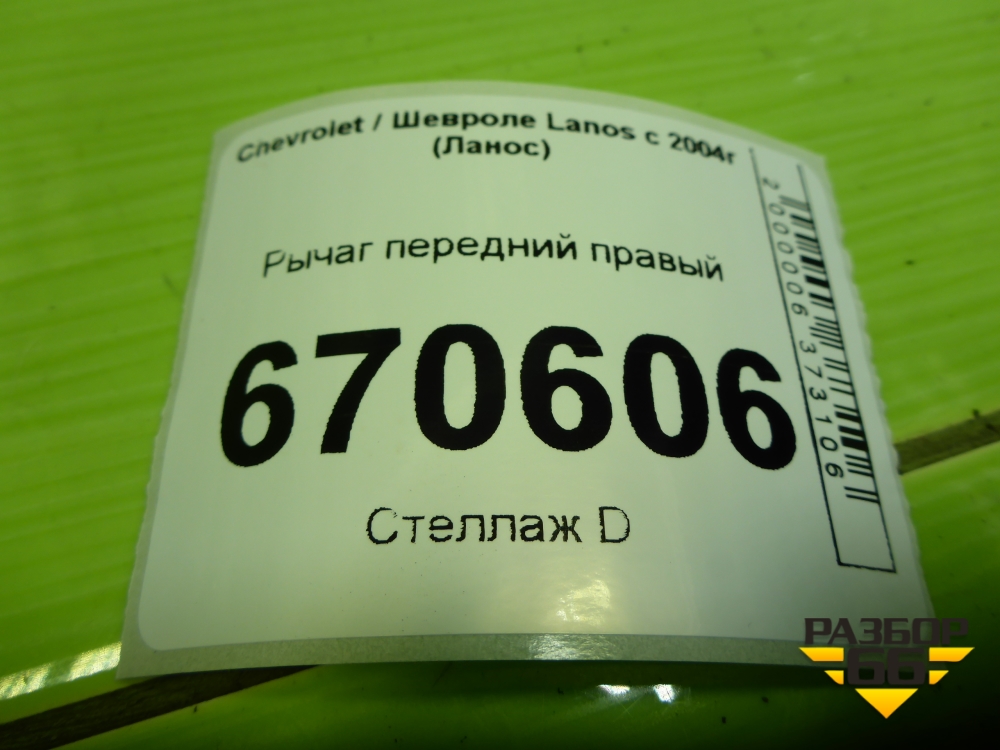 Chevrolet / Шевроле Lanos с 2004г
(Ланос)
Рычаг передний правый
670606
Стеллаж D
2000006373106
РАЗБОР
66